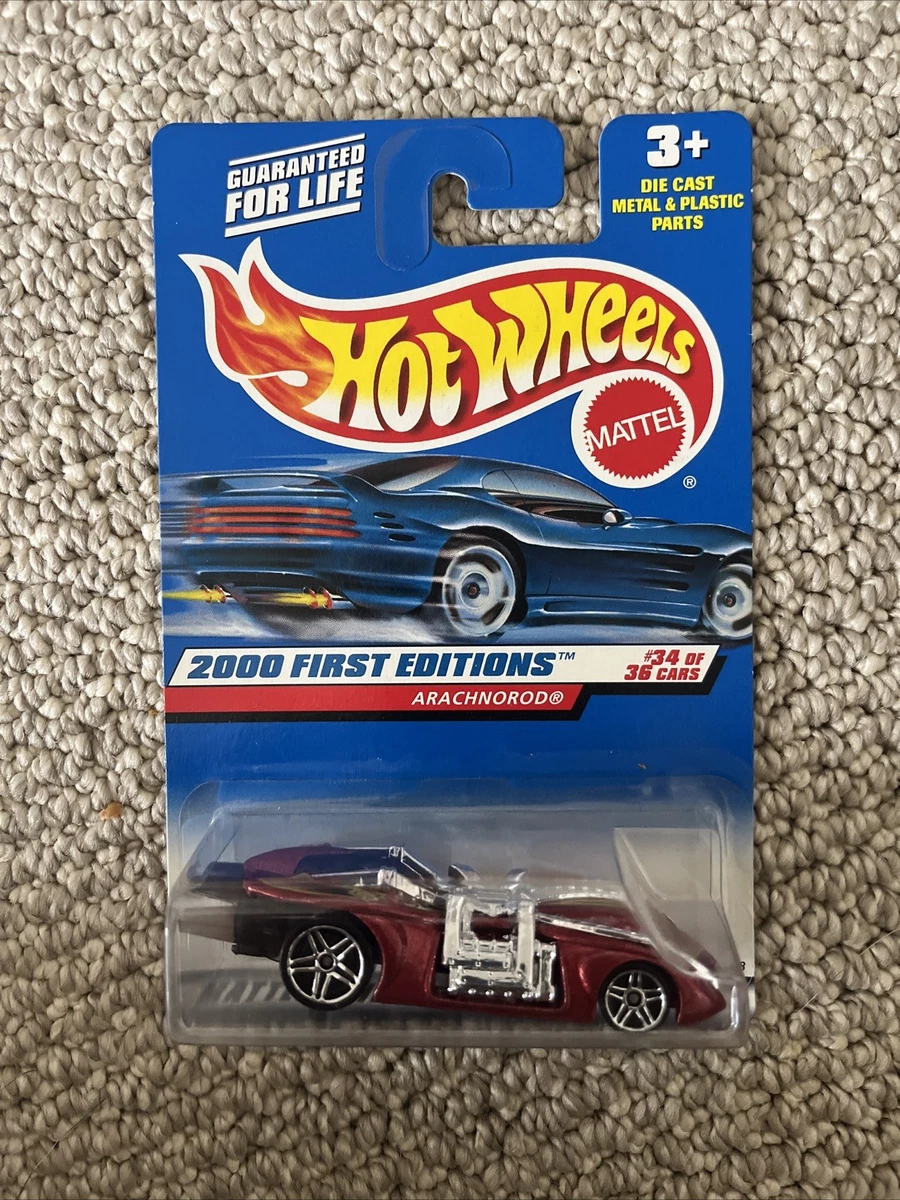 GUARANTEED
FOR LIFE
3+
DIE CAST
METAL & PLASTIC
PARTS
HOT WHEELS
MATTEL
®
2000 FIRST EDITIONS™
#34 OF
36 CARS
ARACHNOROD®